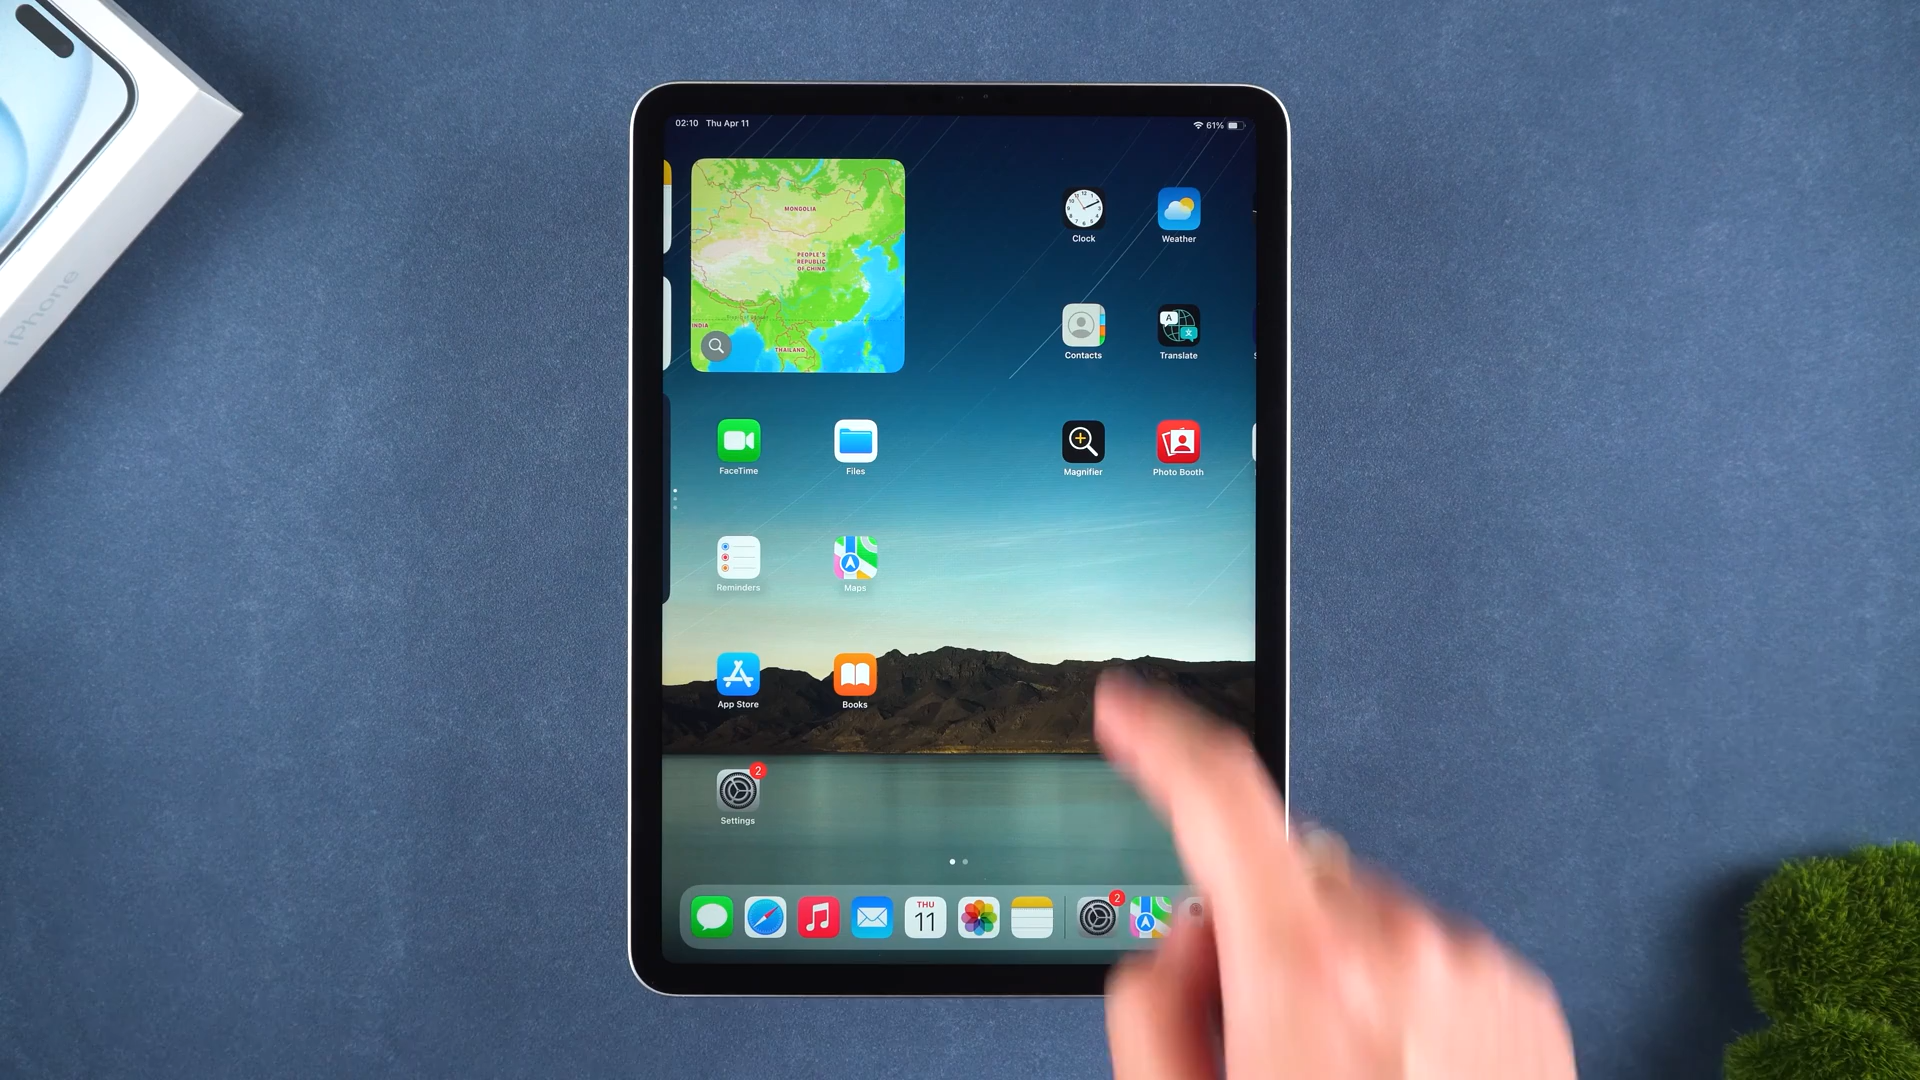 iPhone
02:10 Thu Apr 11
61%
MONGOLIA
PEOPLE'S
REPUBLIC
OF CHINA
INDIA
THAILAND
Clock
Weather
Contacts
Translate
A
文
FaceTime
Files
Magnifier
Photo Booth
Reminders
Maps
App Store
Books
2
Settings
THU
11
2